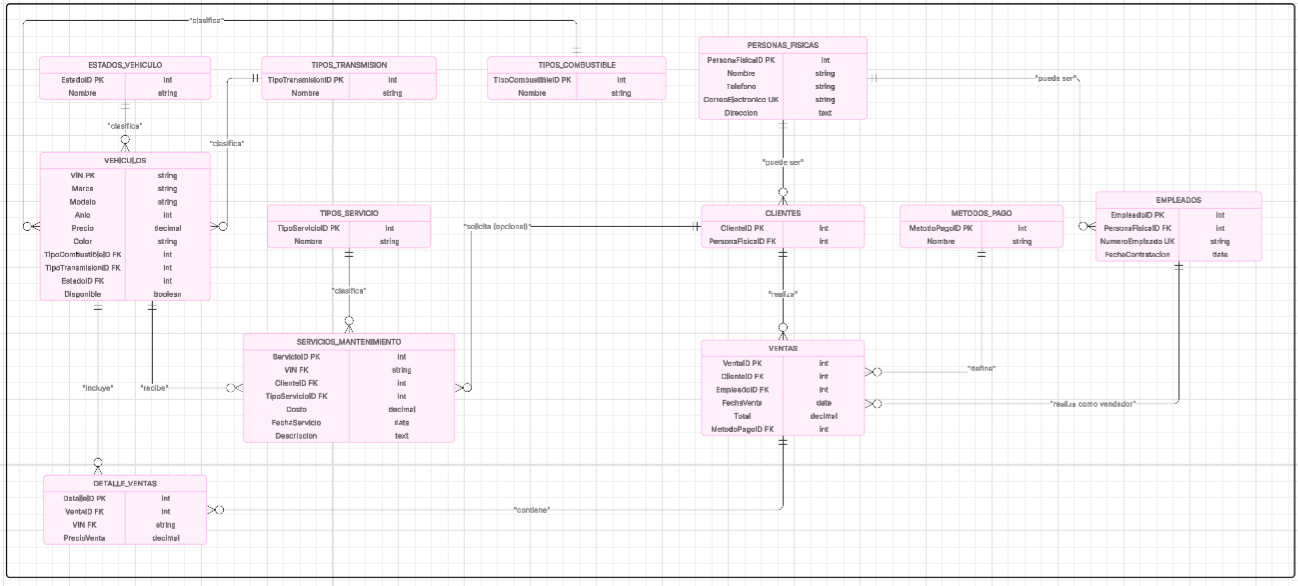 "clasifica"
ESTADOS_VEHICULO
EstadoID PK int
Nombre string
TIPOS_TRANSMISION
TipoTransmisionID PK int
Nombre string
TIPOS_COMBUSTIBLE
TipoCombustibleID PK int
Nombre string
PERSONAS_FISICAS
PersonaFisicaID PK int
Nombre string
Telefono string
CorreoElectronico UK string
Direccion text
"puede ser"
"clasifica"
"clasifica"
"puede ser"
VEHICULOS
VIN PK string
Marca string
Modelo string
Anio int
Precio decimal
Color string
TipoCombustibleID FK int
TipoTransmisionID FK int
EstadoID FK int
Disponible Boolean
TIPOS_SERVICIO
TipoServicioID PK int
Nombre string
"solicita (opcional)"
CLIENTES
ClienteID PK int
PersonaFisicaID FK int
METODOS_PAGO
MetodoPagoID PK int
Nombre string
EMPLEADOS
EmpleadoID PK int
PersonaFisicaID FK int
NumeroEmpleado UK string
FechaContratacion date
"clasifica"
"realiza"
SERVICIOS_MANTENIMIENTO
ServicioID PK int
VIN FK string
ClienteID FK int
TipoServicioID FK int
Costo decimal
FechaServicio date
Descripcion text
VENTAS
VentaID PK int
ClienteID FK int
EmpleadoID FK int
FechaVenta date
Total decimal
MetodoPagoID FK int
"define"
"incluye"
"recibe"
"realiza como vendedor"
DETALLE_VENTAS
DetalleID PK int
VentaID FK int
VIN FK string
PrecioVenta decimal
"contiene"